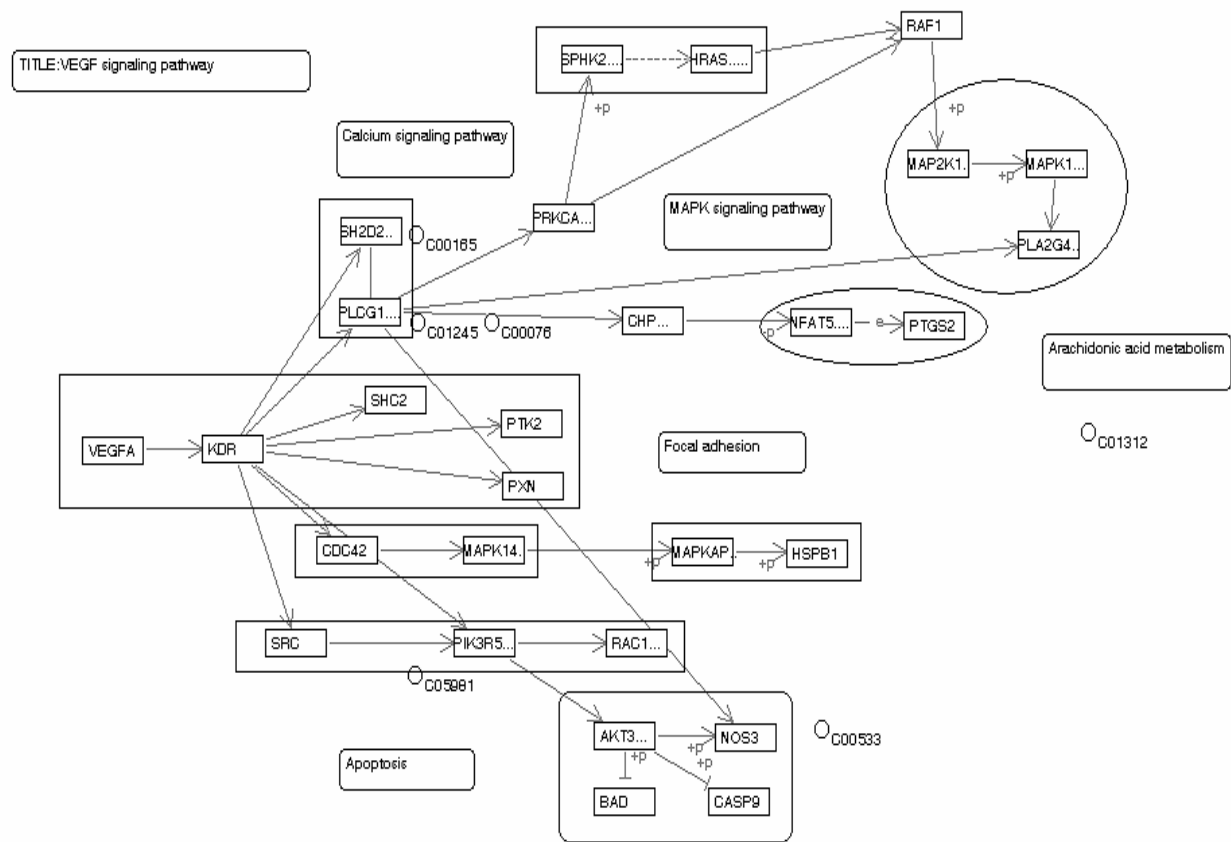 RAF1
TITLE:VEGF signaling pathway
SPHK2...
HRAS.....
+p
+p
Calcium signaling pathway
MAP2K1.
MAPK1...
+p
MAPK signaling pathway
PRKCA...
SH2D2...
C00165
PLA2G4..
PLCG1...
C01245
C00076
CHP...
+p
NFAT5....
e
PTGS2
Arachidonic acid metabolism
SHC2
PTK2
VEGFA
KDR
Focal adhesion
C01312
PXN
CDC42
MAPK14.
+p
MAPKAP..
+p
HSPB1
SRC
PIK3R5...
RAC1...
C05981
AKT3...
+p
NOS3
C00533
+p
+p
Apoptosis
BAD
CASP9